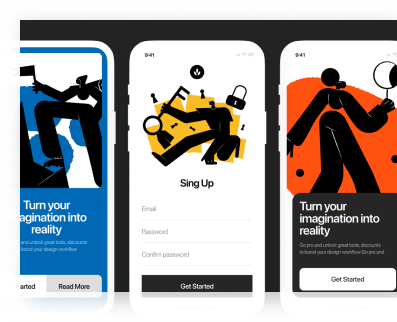 Turn your
agination into
reality
and unlock great tools, discounts
boost your design workflow
arted
Read More
9:41
Sing Up
Email
Password
Confirm password
Get Started
9:41
Turn your
imagination into
reality
Go pro and unlock great tools, discounts
to boost your design workflow Go pro and
Get Started